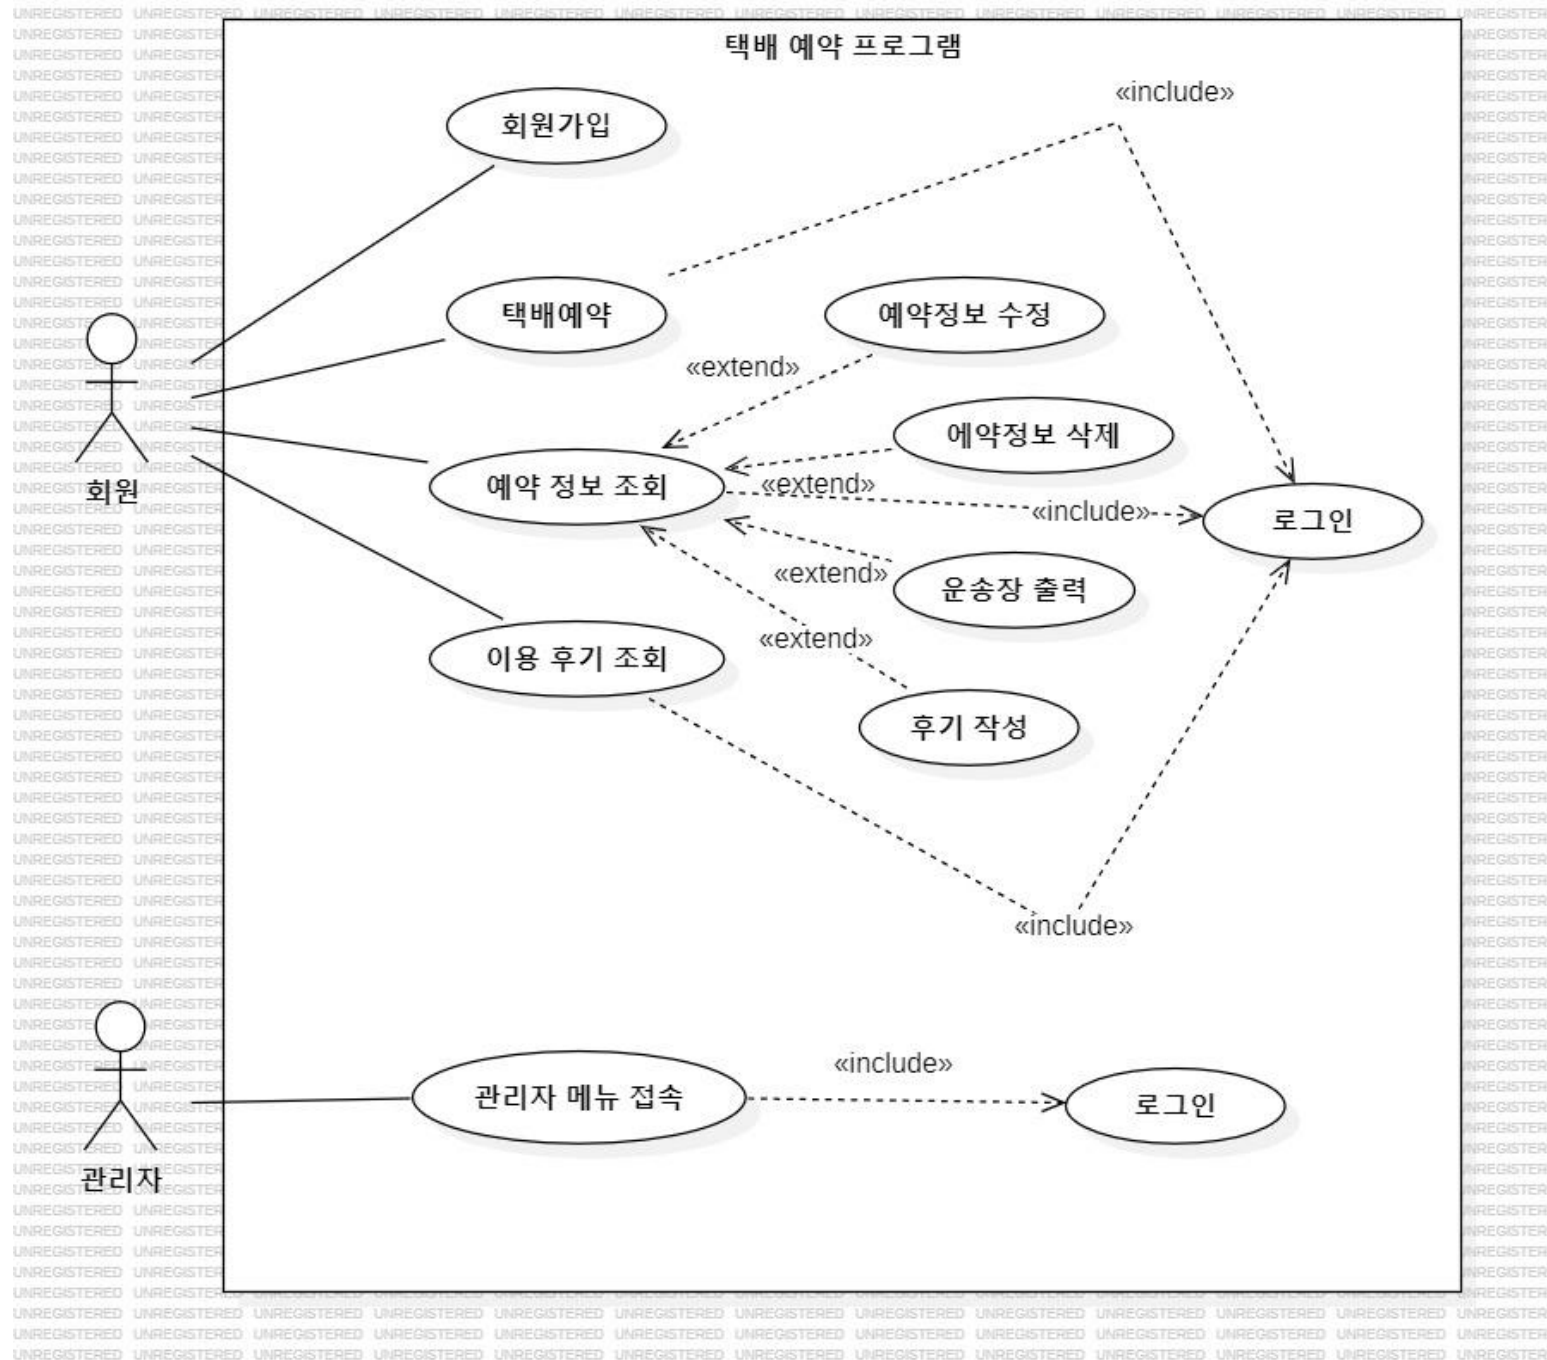 택배 예약 프로그램
«include»
회원가입
택배예약
예약정보 수정
«extend»
에약정보 삭제
예약 정보 조회
«extend»
«include»
로그인
회원
«extend»
운송장 출력
«extend»
이용 후기 조회
후기 작성
«include»
관리자 메뉴 접속
«include»
로그인
관리자
UNREGISTERED